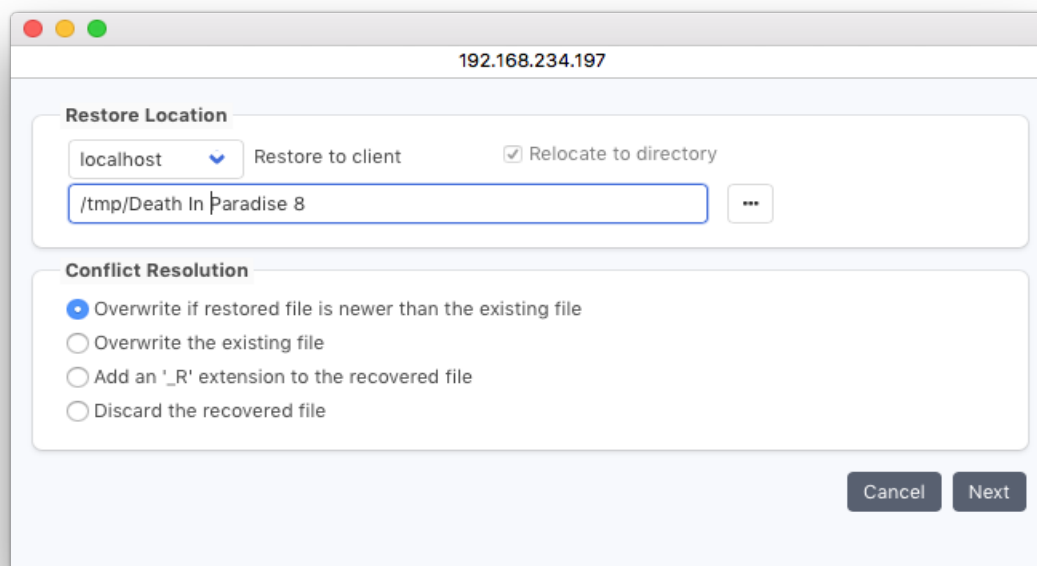 192.168.234.197
Restore Location
localhost Restore to client Relocate to directory
/tmp/Death In Paradise 8 ...
Conflict Resolution
Overwrite if restored file is newer than the existing file
Overwrite the existing file
Add an '_R' extension to the recovered file
Discard the recovered file
Cancel Next